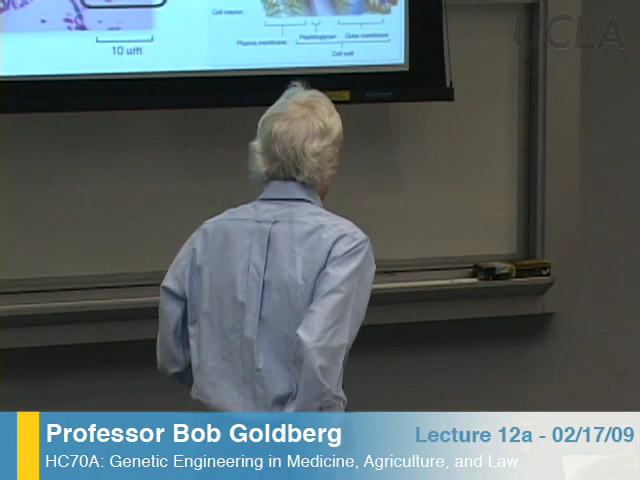 UCLA
Cell interior
10 µm
Plasma membrane
Peptidoglycan
Outer membrane
Cell wall
Professor Bob Goldberg
Lecture 12a - 02/17/09
HC70A: Genetic Engineering in Medicine, Agriculture, and Law